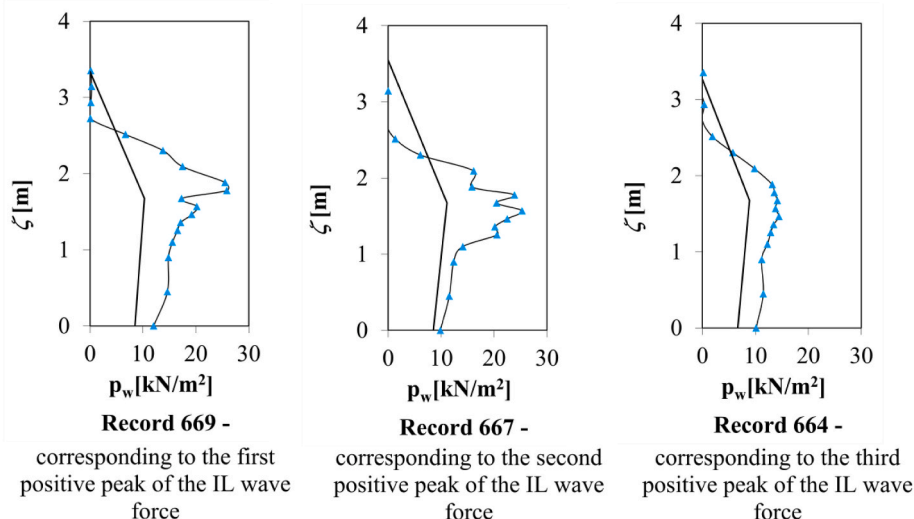 4
3
2
1
0
ζ [m]
0 10 20 30
p_w[kN/m²]
Record 669 -
corresponding to the first
positive peak of the IL wave
force
4
3
2
1
0
ζ [m]
0 10 20 30
p_w[kN/m²]
Record 667 -
corresponding to the second
positive peak of the IL wave
force
4
3
2
1
0
ζ [m]
0 10 20 30
p_w[kN/m²]
Record 664 -
corresponding to the third
positive peak of the IL wave
force